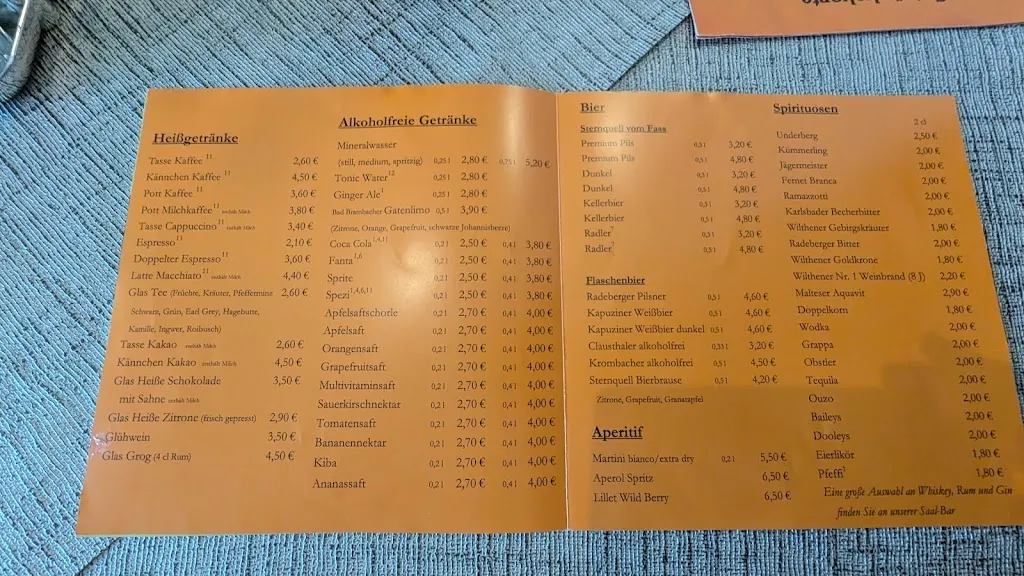 Heißgetränke
Tasse Kaffee 11 2,60 €
Kännchen Kaffee 11 4,50 €
Pott Kaffee 11 3,60 €
Pott Milchkaffee 11 enthält Milch 3,80 €
Tasse Cappuccino 11 enthält Milch 3,40 €
Espresso 11 2,10 €
Doppelter Espresso 11 3,60 €
Latte Macchiato 11 enthält Milch 4,40 €
Glas Tee (Früchte, Kräuter, Pfefferminz 2,60 €
Schwarz, Grün, Earl Grey, Hagebutte,
Kamille, Ingwer, Roibusch)
Tasse Kakao enthält Milch 2,60 €
Kännchen Kakao enthält Milch 4,50 €
Glas Heiße Schokolade 3,50 €
mit Sahne enthält Milch
Glas Heiße Zitrone (frisch gepresst) 2,90 €
Glühwein 3,50 €
Glas Grog (4 cl Rum) 4,50 €
Alkoholfreie Getränke
Mineralwasser
(still, medium, spritzig) 0,25 l 2,80 € 0,75 l 5,20 €
Tonic Water 12 0,25 l 2,80 €
Ginger Ale 1 0,25 l 2,80 €
Bad Brambacher Gartenlimo 0,5 l 3,90 €
(Zitrone, Orange, Grapefruit, schwarze Johannisbeere)
Coca Cola 1,4,11 0,2 l 2,50 € 0,4 l 3,80 €
Fanta 1,6 0,2 l 2,50 € 0,4 l 3,80 €
Sprite 0,2 l 2,50 € 0,4 l 3,80 €
Spezi 1,4,6,11 0,2 l 2,50 € 0,4 l 3,80 €
Apfelsaftschorle 0,2 l 2,70 € 0,4 l 4,00 €
Apfelsaft 0,2 l 2,70 € 0,4 l 4,00 €
Orangensaft 0,2 l 2,70 € 0,4 l 4,00 €
Grapefruitsaft 0,2 l 2,70 € 0,4 l 4,00 €
Multivitaminsaft 0,2 l 2,70 € 0,4 l 4,00 €
Sauerkirschnektar 0,2 l 2,70 € 0,4 l 4,00 €
Tomatensaft 0,2 l 2,70 € 0,4 l 4,00 €
Bananennektar 0,2 l 2,70 € 0,4 l 4,00 €
Kiba 0,2 l 2,70 € 0,4 l 4,00 €
Ananassaft 0,2 l 2,70 € 0,4 l 4,00 €
Bier
Sternquell vom Fass
Premium Pils 0,3 l 3,20 €
Premium Pils 0,5 l 4,80 €
Dunkel 0,3 l 3,20 €
Dunkel 0,5 l 4,80 €
Kellerbier 0,3 l 3,20 €
Kellerbier 0,5 l 4,80 €
Radler 7 0,3 l 3,20 €
Radler 7 0,5 l 4,80 €
Flaschenbier
Radeberger Pilsner 0,5 l 4,60 €
Kapuziner Weißbier 0,5 l 4,60 €
Kapuziner Weißbier dunkel 0,5 l 4,60 €
Clausthaler alkoholfrei 0,33 l 3,20 €
Krombacher alkoholfrei 0,5 l 4,50 €
Sternquell Bierbrause 0,5 l 4,20 €
Zitrone, Grapefruit, Granatapfel
Aperitif
Martini bianco/extra dry 0,2 l 5,50 €
Aperol Spritz 6,50 €
Lillet Wild Berry 6,50 €
Spirituosen
2 cl
Underberg 2,50 €
Kümmerling 2,00 €
Jägermeister 2,00 €
Fernet Branca 2,00 €
Ramazzotti 2,00 €
Karlsbader Becherbitter 2,00 €
Wilthener Gebirgskräuter 1,80 €
Radeberger Bitter 2,00 €
Wilthener Goldkrone 1,80 €
Wilthener Nr. 1 Weinbrand (8 J) 2,20 €
Malteser Aquavit 2,90 €
Doppelkorn 1,80 €
Wodka 2,00 €
Grappa 2,00 €
Obstler 2,00 €
Tequila 2,00 €
Ouzo 2,00 €
Baileys 2,00 €
Dooleys 2,00 €
Eierlikör 1,80 €
Pfeffi 1,80 €
Eine große Auswahl an Whiskey, Rum und Gin
finden Sie an unserer Saal-Bar